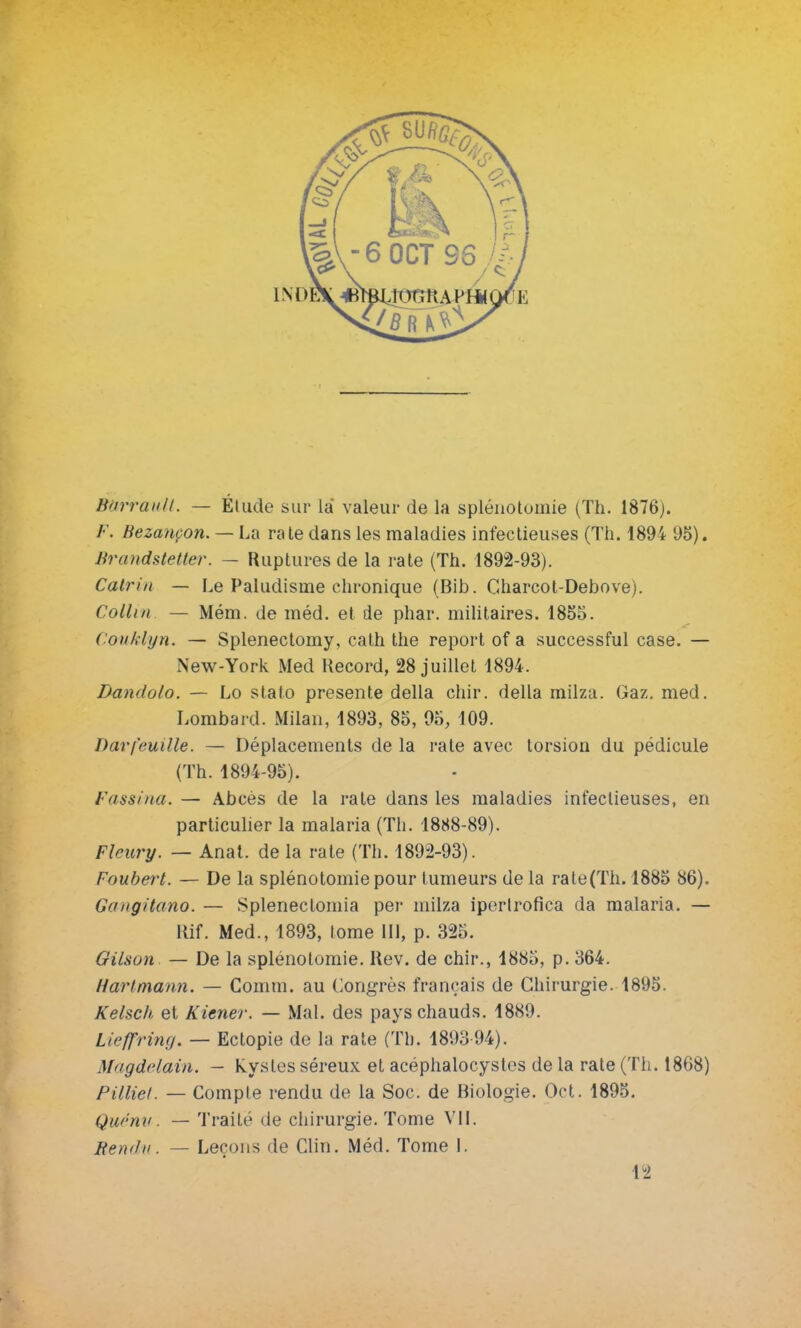 ROYAL COLLEGE OF SURGEONS OF
-6 OCT 96
LIBRARY
INDEX BIBLIOGRAPHIQUE
Barrault. — Étude sur la valeur de la splénotomie (Th. 1876).
F. Bezançon. — La rate dans les maladies infectieuses (Th. 1894 95).
Brandstetter. — Ruptures de la rate (Th. 1892-93).
Catrin — Le Paludisme chronique (Bib. Charcot-Debove).
Collin — Mém. de méd. et de phar. militaires. 1855.
Conklyn. — Splenectomy, cath the report of a successful case. —
New-York Med Record, 28 juillet 1894.
Dandolo. — Lo stato presente della chir. della milza. Gaz. med.
Lombard. Milan, 1893, 85, 95, 109.
Darfeuille. — Déplacements de la rate avec torsion du pédicule
(Th. 1894-95).
Fassina. — Abcès de la rate dans les maladies infectieuses, en
particulier la malaria (Th. 1888-89).
Fleury. — Anat. de la rate (Th. 1892-93).
Foubert. — De la splénotomie pour tumeurs de la rate(Th. 1885 86).
Gangitano. — Splenectomia per milza ipertrofica da malaria. —
Rif. Med., 1893, tome III, p. 325.
Gilson — De la splénotomie. Rev. de chir., 1885, p. 364.
Hartmann. — Comm. au Congrès français de Chirurgie. 1895.
Kelsch et Kiener. — Mal. des pays chauds. 1889.
Lieffring. — Ectopie de la rate (Th. 1893 94).
Magdelain. — Kystes séreux et acéphalocystes de la rate (Th. 1868)
Pilliet. — Compte rendu de la Soc. de Biologie. Oct. 1895.
Quénu. — Traité de chirurgie. Tome VII.
Rendu. — Leçons de Clin. Méd. Tome I.
12